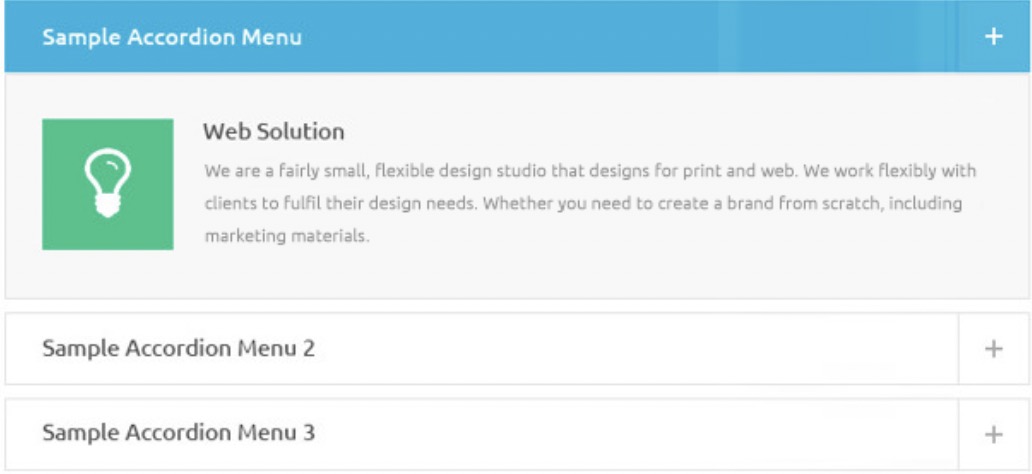 Sample Accordion Menu +
Web Solution
We are a fairly small, flexible design studio that designs for print and web. We work flexibly with
clients to fulfil their design needs. Whether you need to create a brand from scratch, including
marketing materials.
Sample Accordion Menu 2 +
Sample Accordion Menu 3 +